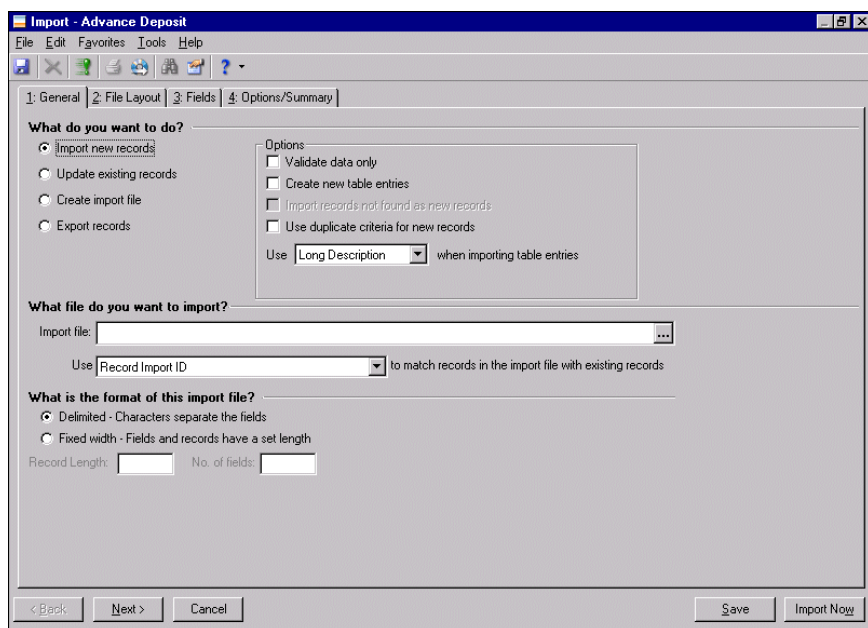 Import - Advance Deposit
File Edit Favorites Tools Help
?
1: General 2: File Layout 3: Fields 4: Options/Summary
What do you want to do?
Import new records
Update existing records
Create import file
Export records
Options
Validate data only
Create new table entries
Import records not found as new records
Use duplicate criteria for new records
Use Long Description when importing table entries
What file do you want to import?
Import file: ...
Use Record Import ID to match records in the import file with existing records
What is the format of this import file?
Delimited - Characters separate the fields
Fixed width - Fields and records have a set length
Record Length: No. of fields:
< Back Next > Cancel Save Import Now